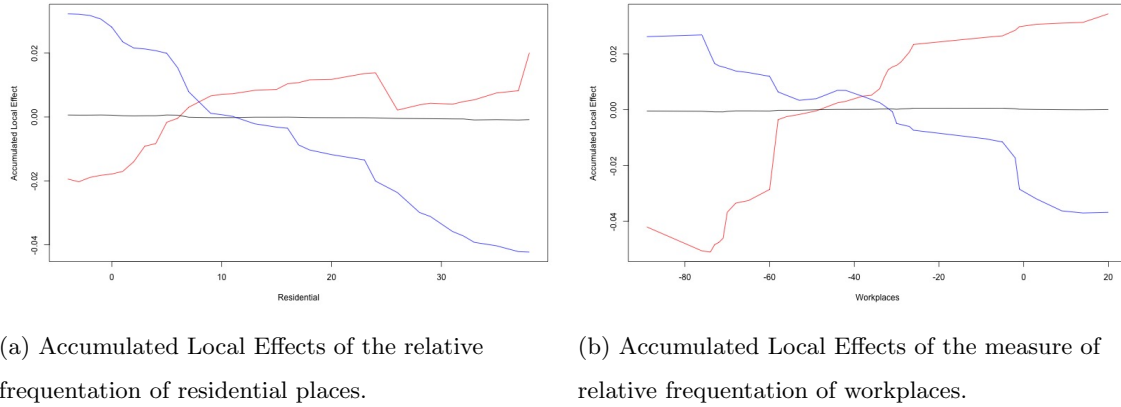 Accumulated Local Effect
0.02
0.00
-0.02
-0.04
0
10
20
30
Residential
Accumulated Local Effect
0.02
0.00
-0.02
-0.04
-80
-60
-40
-20
0
20
Workplaces
(a) Accumulated Local Effects of the relative
frequentation of residential places.
(b) Accumulated Local Effects of the measure of
relative frequentation of workplaces.